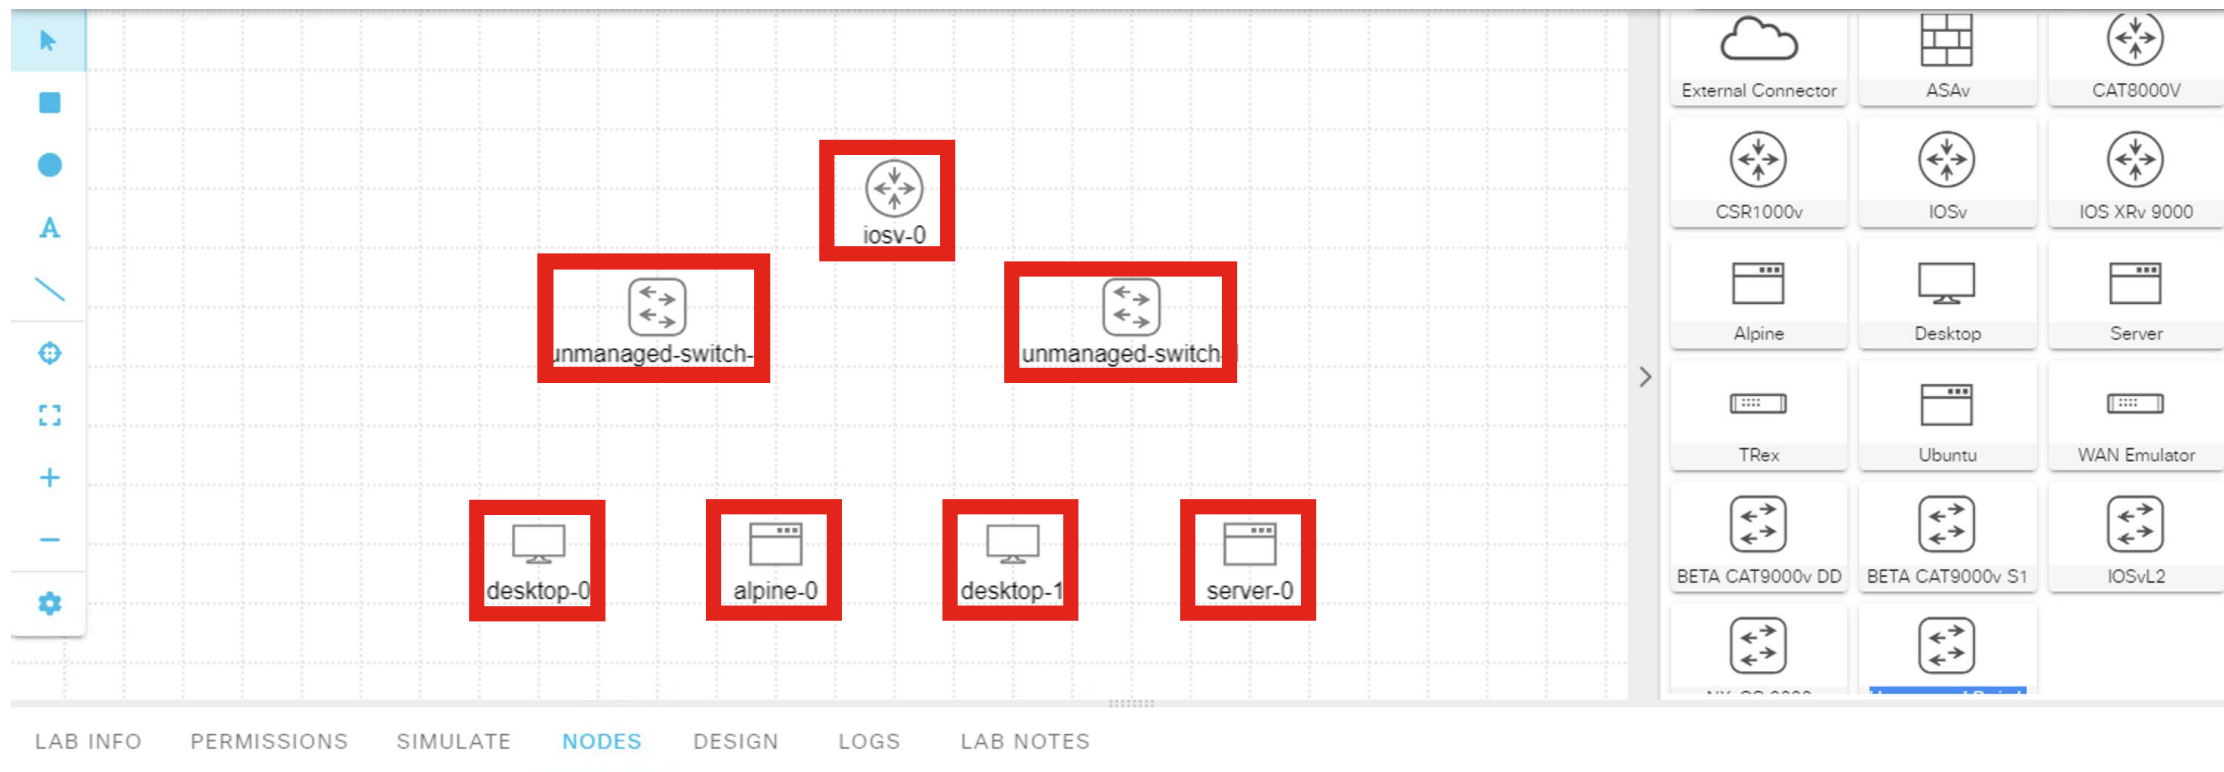 External Connector
ASAv
CAT8000V
CSR1000v
IOSv
IOS XRv 9000
Alpine
Desktop
Server
TRex
Ubuntu
WAN Emulator
BETA CAT9000v DD
BETA CAT9000v S1
IOSvL2
A
iosv-0
unmanaged-switch-
unmanaged-switch-
desktop-0
alpine-0
desktop-1
server-0
LAB INFO
PERMISSIONS
SIMULATE
NODES
DESIGN
LOGS
LAB NOTES